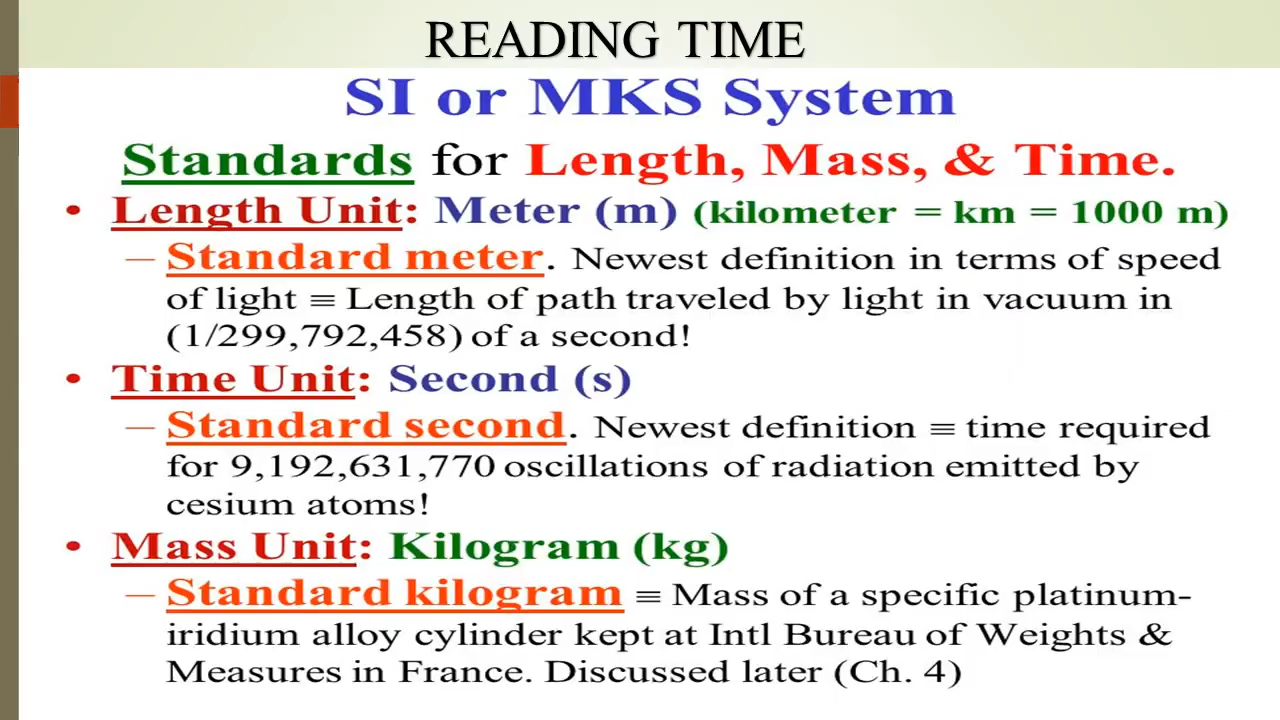 READING TIME
SI or MKS System
Standards for Length, Mass, & Time.
• Length Unit: Meter (m) (kilometer = km = 1000 m)
– Standard meter. Newest definition in terms of speed
of light ≡ Length of path traveled by light in vacuum in
(1/299,792,458) of a second!
• Time Unit: Second (s)
– Standard second. Newest definition ≡ time required
for 9,192,631,770 oscillations of radiation emitted by
cesium atoms!
• Mass Unit: Kilogram (kg)
– Standard kilogram ≡ Mass of a specific platinum-
iridium alloy cylinder kept at Intl Bureau of Weights &
Measures in France. Discussed later (Ch. 4)